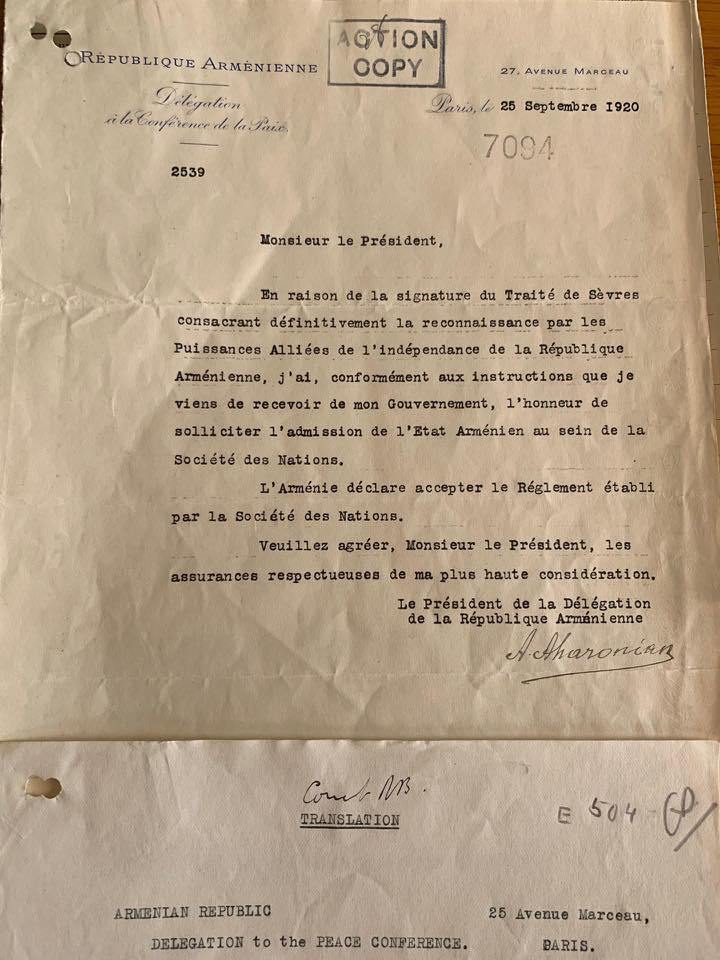 ACTION
COPY
RÉPUBLIQUE ARMÉNIENNE
27, AVENUE MARCEAU
Délégation
à la Conférence de la Paix.
Paris, le 25 Septembre 1920
7094
2539
Monsieur le Président,
En raison de la signature du Traité de Sèvres
consacrant définitivement la reconnaissance par les
Puissances Alliées de l'indépendance de la République
Arménienne, j'ai, conformément aux instructions que je
viens de recevoir de mon Gouvernement, l'honneur de
solliciter l'admission de l'Etat Arménien au sein de la
Société des Nations.
L'Arménie déclare accepter le Réglement établi
par la Société des Nations.
Veuillez agréer, Monsieur le Président, les
assurances respectueuses de ma plus haute considération.
Le Président de la Délégation
de la République Arménienne
A. Aharonian
TRANSLATION
E 504
ARMENIAN REPUBLIC
25 Avenue Marceau,
DELEGATION to the PEACE CONFERENCE.
PARIS.